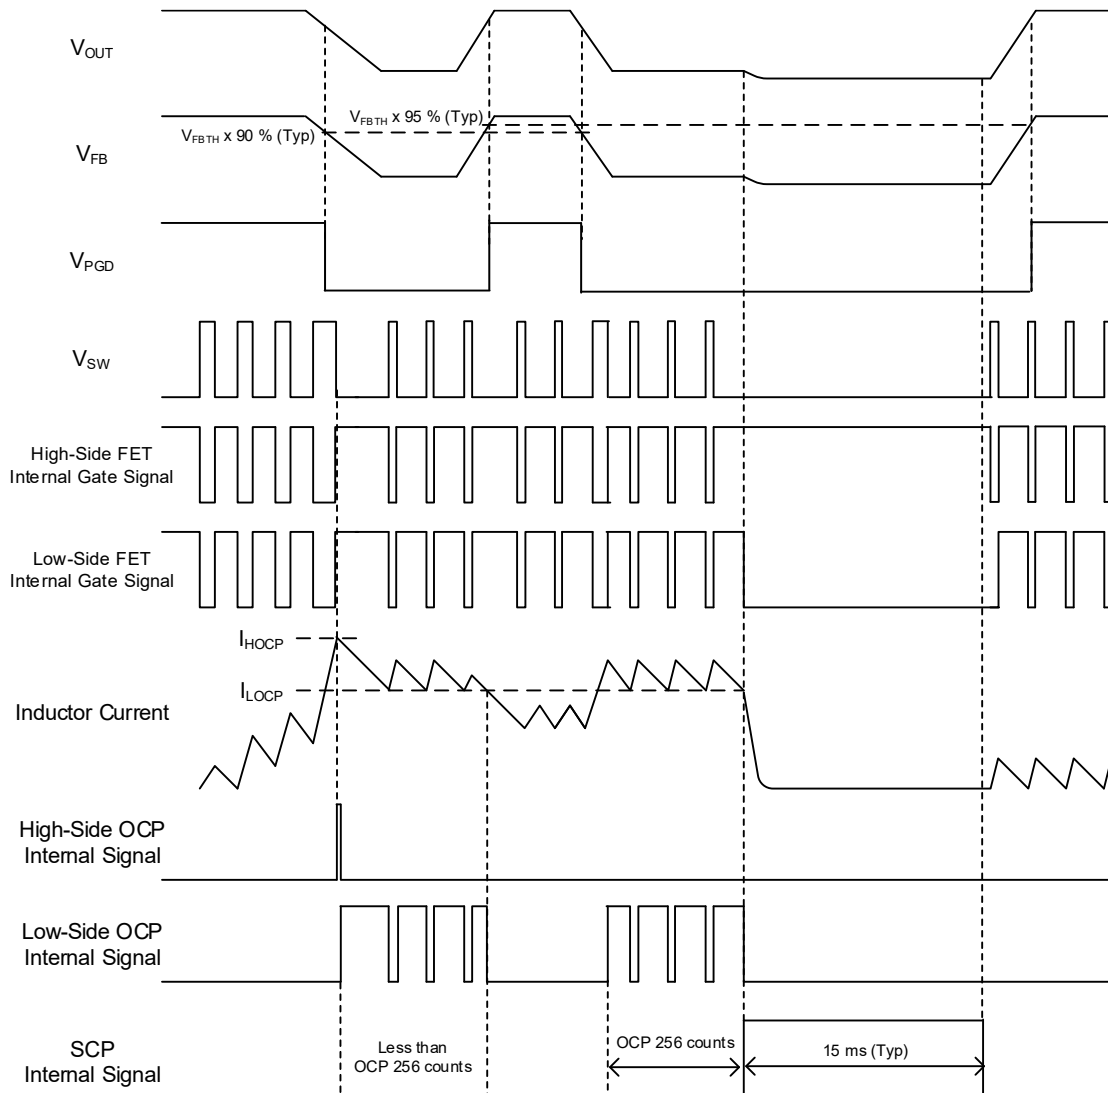 VOUT
VFBTH x 95 % (Typ)
VFBTH x 90 % (Typ)
VFB
VPGD
VSW
High-Side FET
Internal Gate Signal
Low-Side FET
Internal Gate Signal
IHOCP
ILOCP
Inductor Current
High-Side OCP
Internal Signal
Low-Side OCP
Internal Signal
SCP
Internal Signal
Less than
OCP 256 counts
OCP 256 counts
15 ms (Typ)